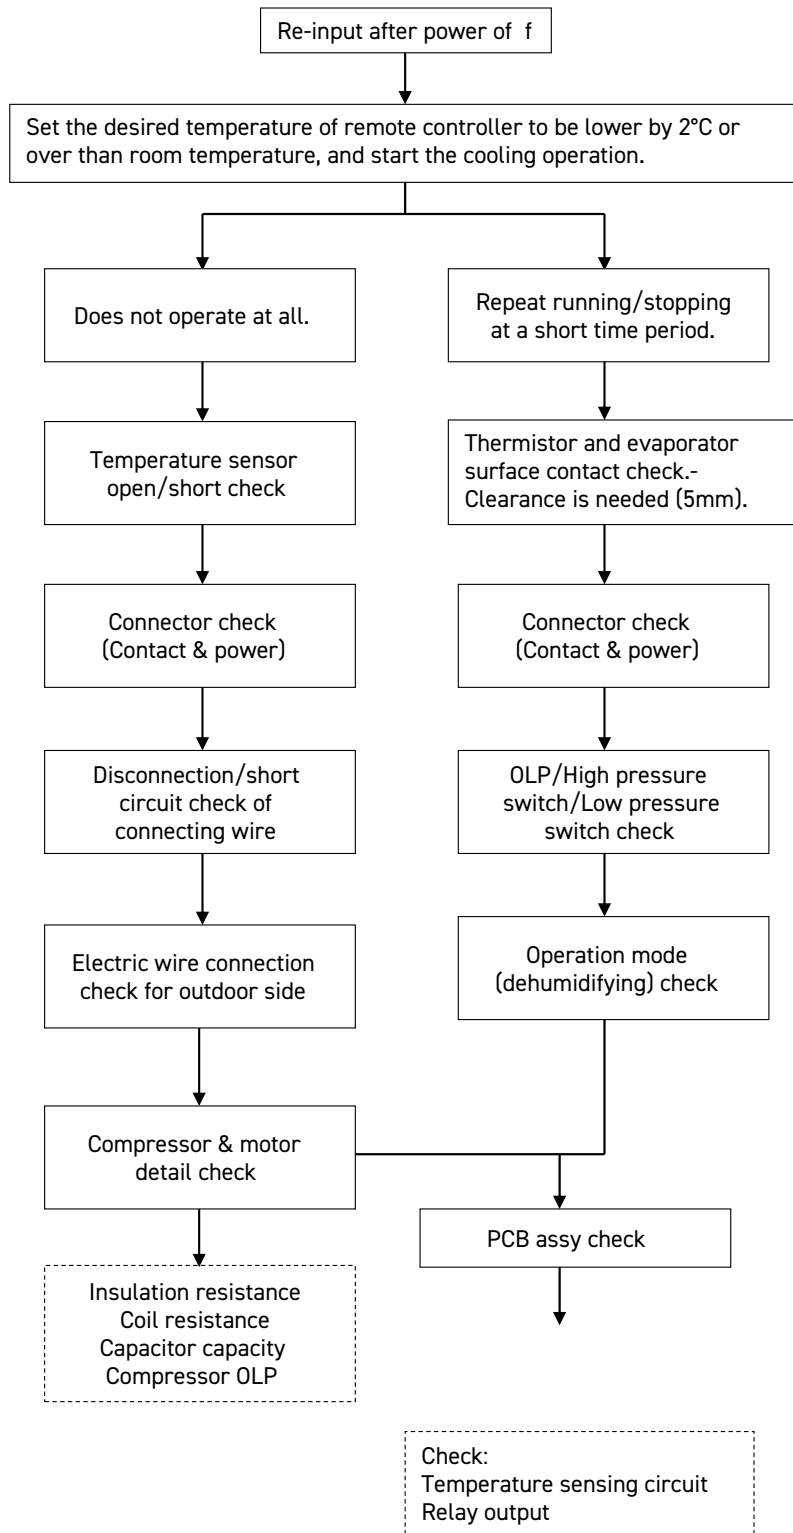 Re-input after power of f
Set the desired temperature of remote controller to be lower by 2°C or
over than room temperature, and start the cooling operation.
Does not operate at all.
Repeat running/stopping
at a short time period.
Temperature sensor
open/short check
Thermistor and evaporator
surface contact check.-
Clearance is needed (5mm).
Connector check
(Contact & power)
Connector check
(Contact & power)
Disconnection/short
circuit check of
connecting wire
OLP/High pressure
switch/Low pressure
switch check
Electric wire connection
check for outdoor side
Operation mode
(dehumidifying) check
Compressor & motor
detail check
PCB assy check
Insulation resistance
Coil resistance
Capacitor capacity
Compressor OLP
Check:
Temperature sensing circuit
Relay output